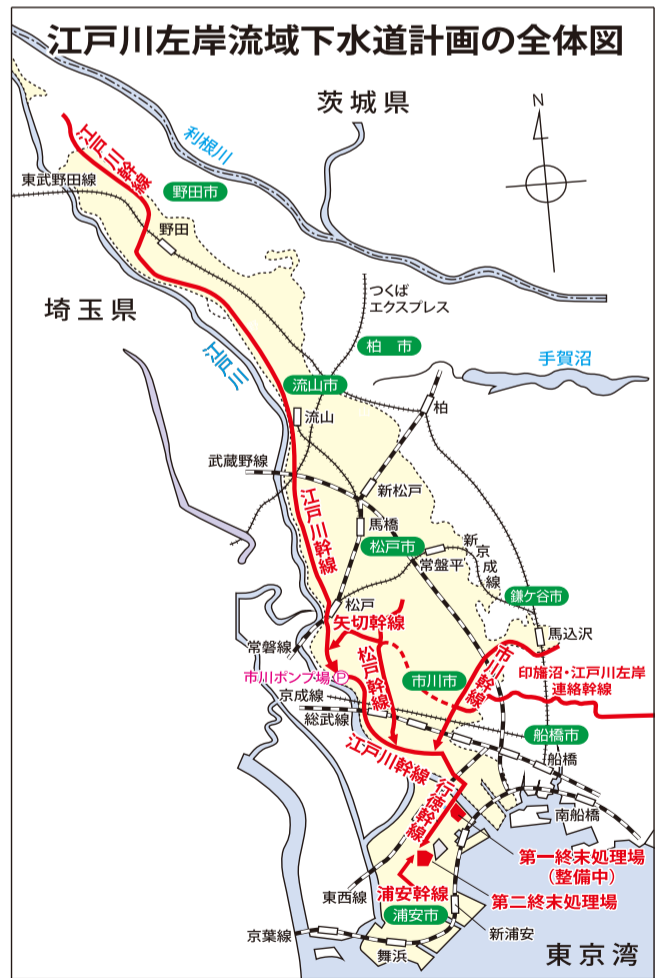 江戸川左岸流域下水道計画の全体図
茨城県
N
利根川
江戸川幹線
東武野田線
野田市
野田
つくば
エクスプレス
埼玉県
江戸川
柏市
手賀沼
流山市
流山
柏
武蔵野線
新松戸
江戸川幹線
馬橋
松戸市
常盤平
新京成線
鎌ケ谷市
松戸
矢切幹線
馬込沢
常磐線
松戸幹線
市川幹線
市川ポンプ場 P
市川市
印旛沼・江戸川左岸
連絡幹線
京成線
総武線
船橋市
江戸川幹線
船橋
行徳幹線
南船橋
第一終末処理場
(整備中)
東西線
浦安幹線
第二終末処理場
浦安市
京葉線
新浦安
舞浜
東京湾